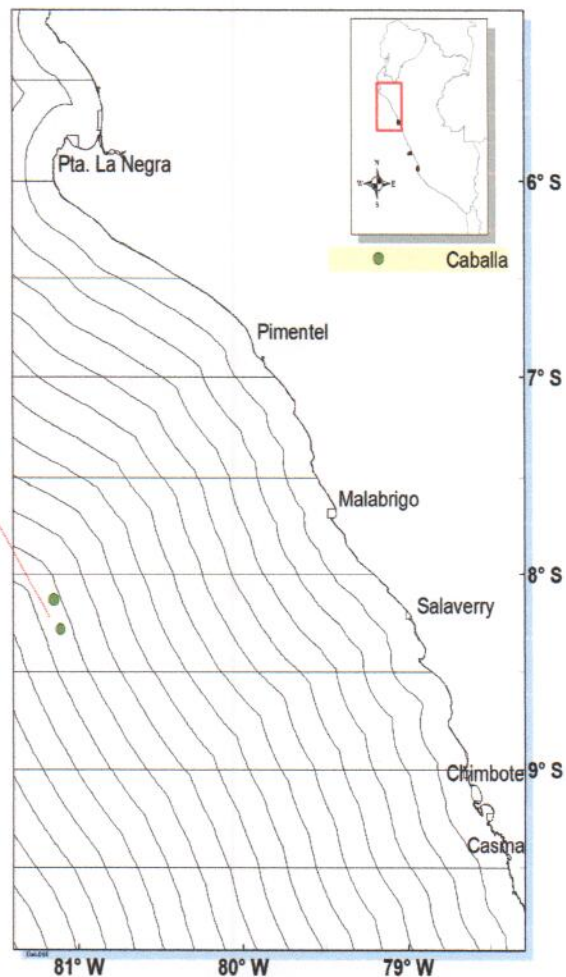 N
W E
S
Caballa
Pta. La Negra
6° S
Pimentel
7° S
Malabrigo
8° S
Salaverry
Chimbote
9° S
Casma
81° W
80° W
79° W